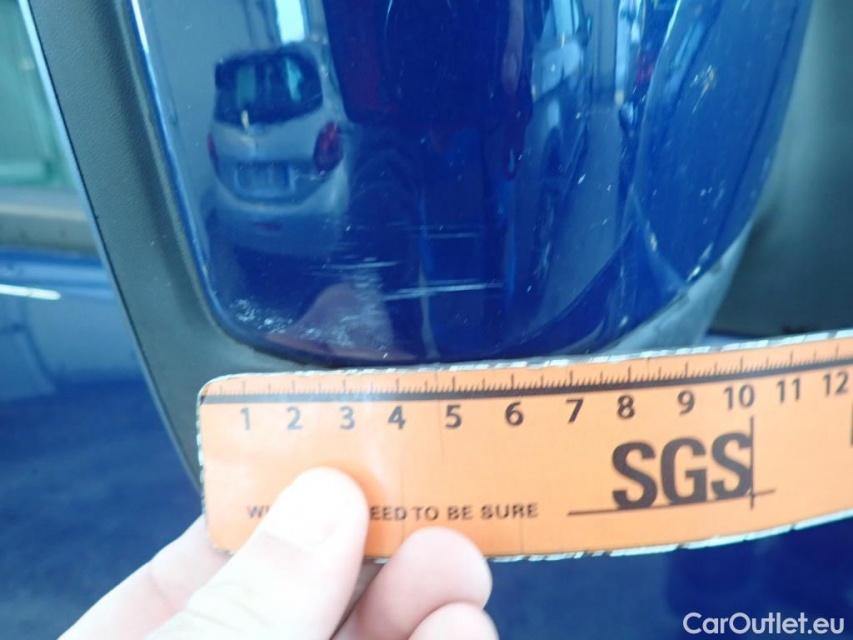 1 2 3 4 5 6 7 8 9 10 11 12
SGS
EED TO BE SURE
CarOutlet.eu